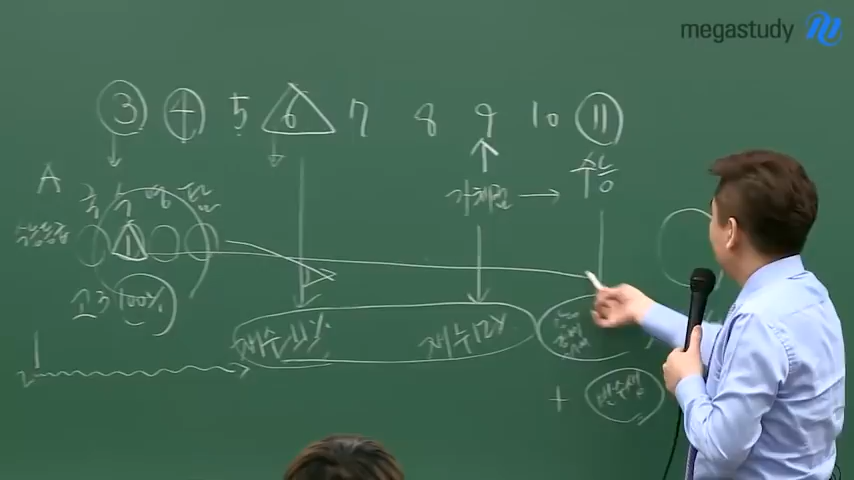 megastudy
3 4 5 6 7 8 9 10 11
수능
A
국 수 영 탐
가채점 →
1
고3 100%
재수 11%
재수 12%
+ 반수생